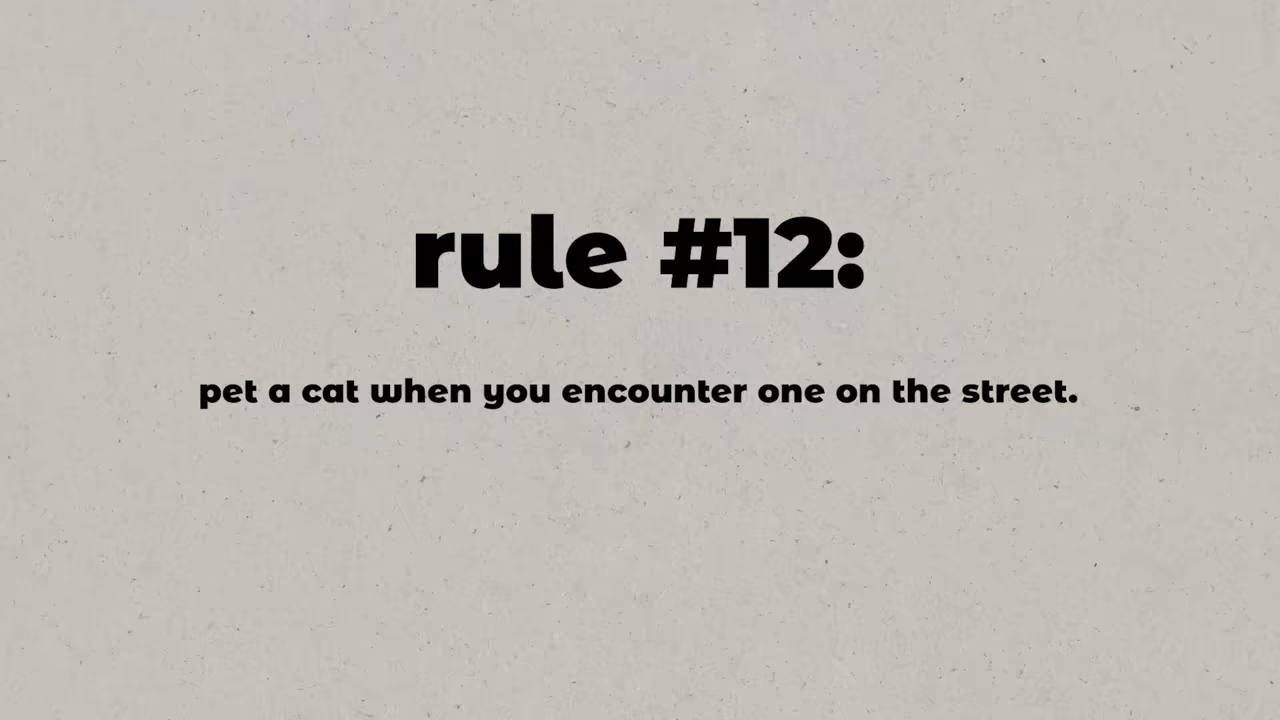 rule #12:
pet a cat when you encounter one on the street.